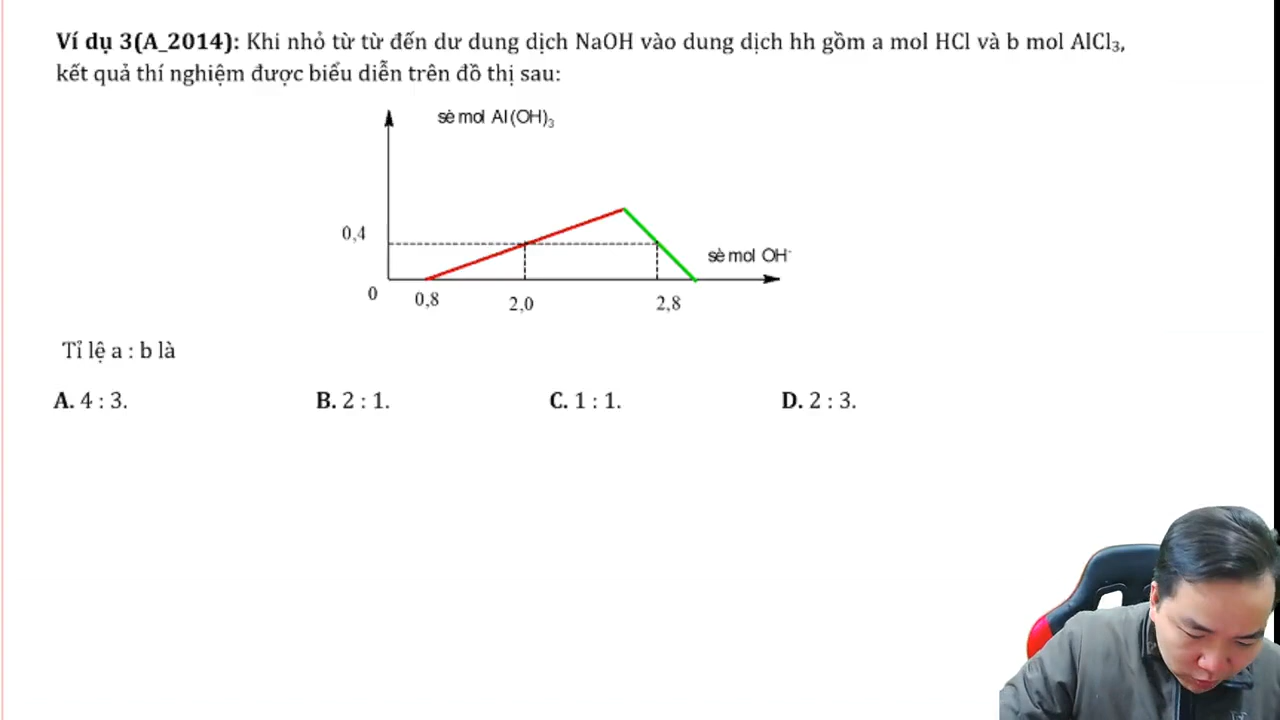 Ví dụ 3(A_2014): Khi nhỏ từ từ đến dư dung dịch NaOH vào dung dịch hh gồm a mol HCl và b mol AlCl₃,
kết quả thí nghiệm được biểu diễn trên đồ thị sau:
sè mol Al(OH)₃
0,4
sè mol OH⁻
0
0,8
2,0
2,8
Tỉ lệ a : b là
A. 4 : 3. B. 2 : 1. C. 1 : 1. D. 2 : 3.